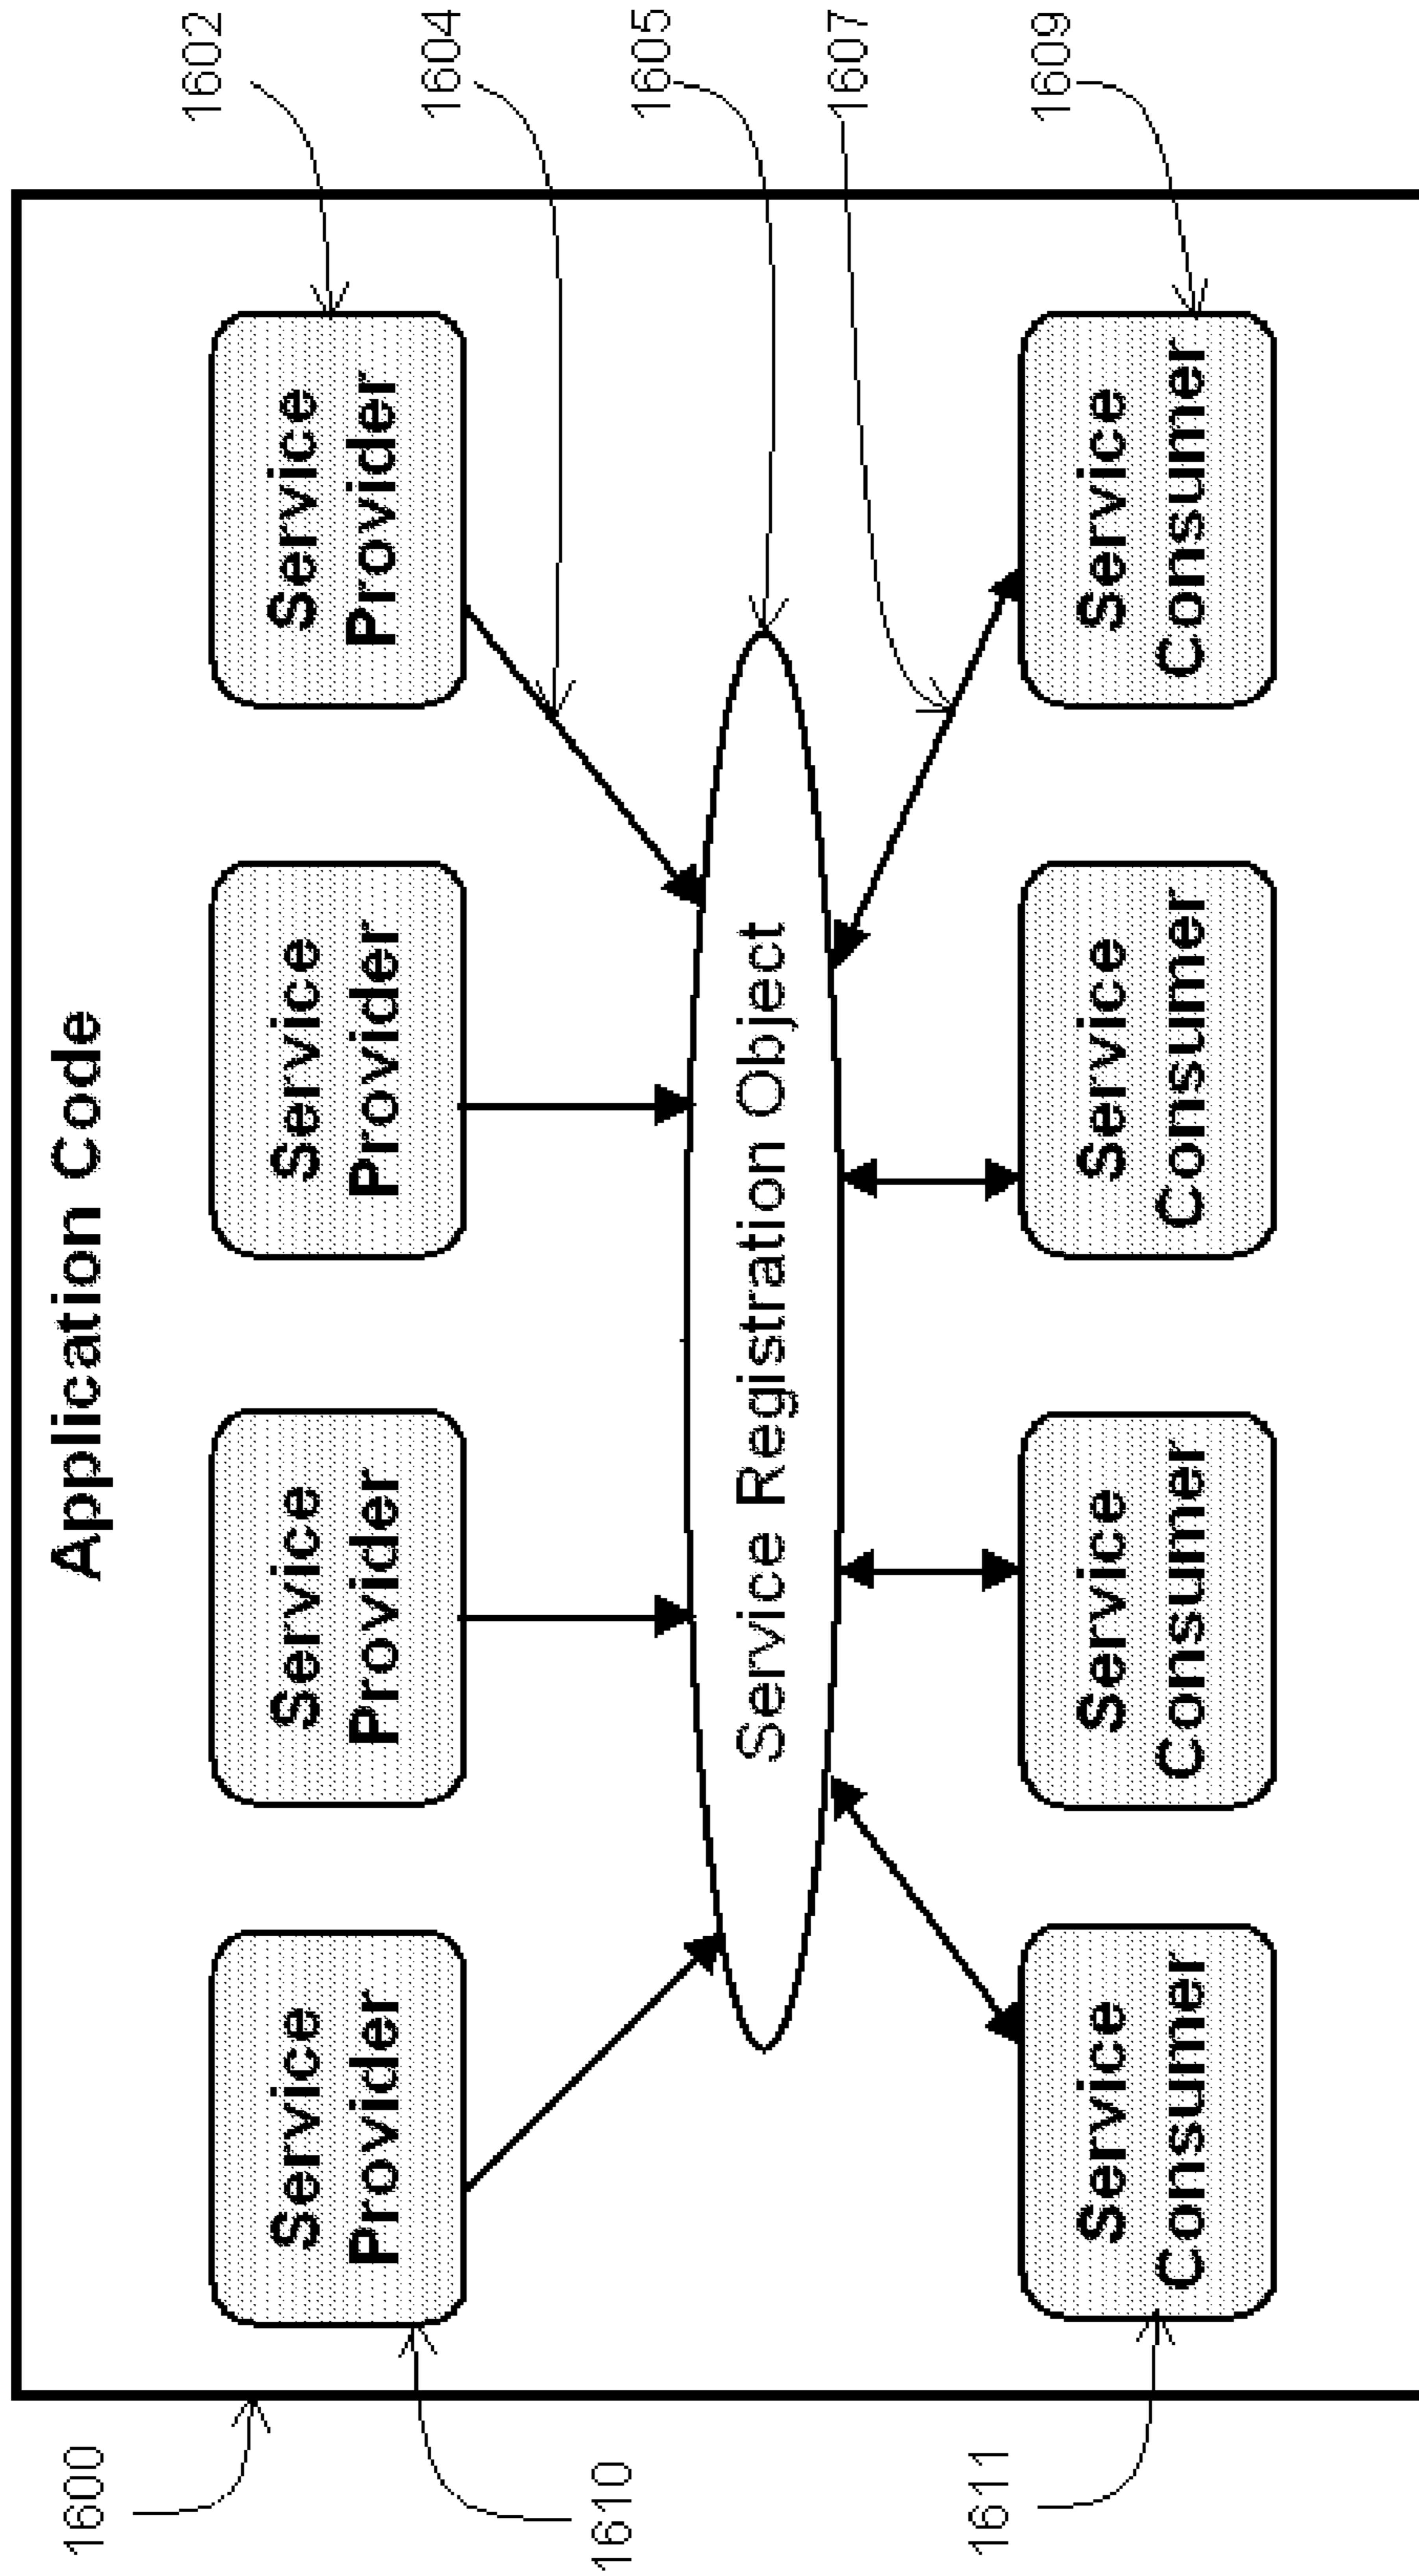 Application Code
1600
1602
Service
Provider
Service
Provider
Service
Provider
Service
Provider
1610
1604
Service Registration Object
1605
1607
Service
Consumer
Service
Consumer
Service
Consumer
Service
Consumer
1611
1609